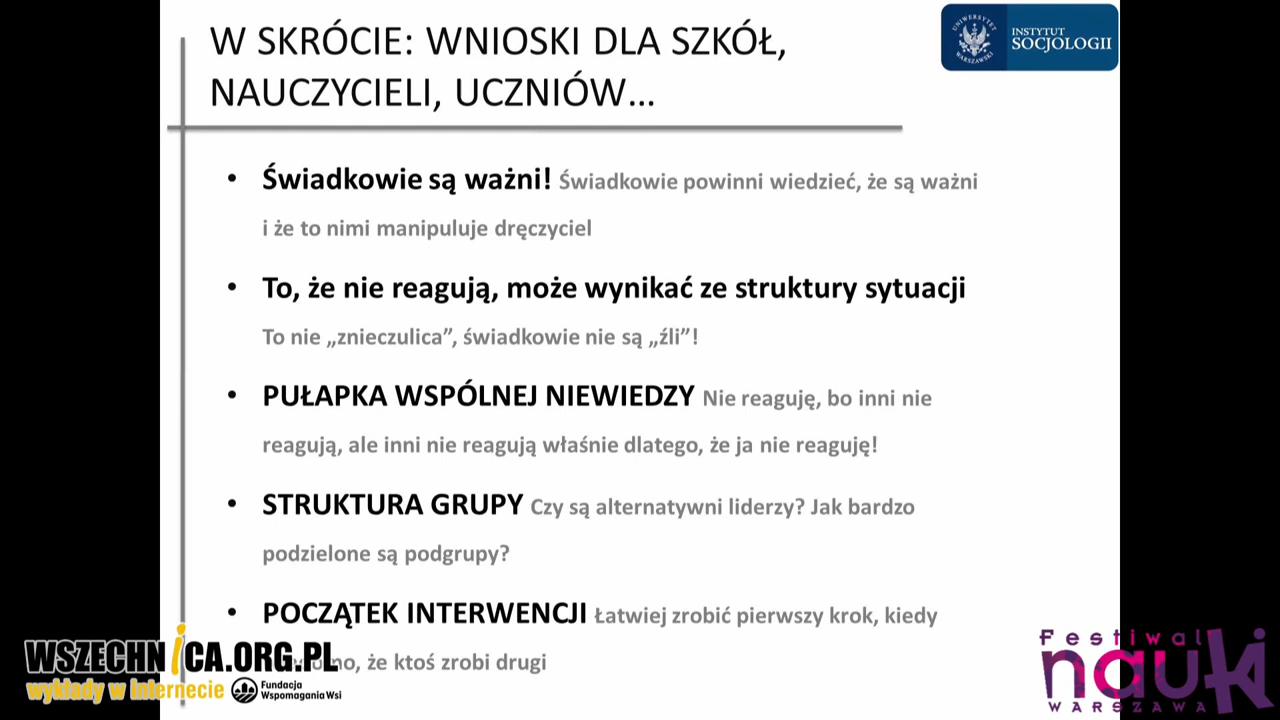 W SKRÓCIE: WNIOSKI DLA SZKÓŁ,
NAUCZYCIELI, UCZNIÓW...
UNIWERSYTET WARSZAWSKI
INSTYTUT
SOCJOLOGII
• Świadkowie są ważni! Świadkowie powinni wiedzieć, że są ważni
i że to nimi manipuluje dręczyciel
• To, że nie reagują, może wynikać ze struktury sytuacji
To nie „znieczulica”, świadkowie nie są „źli”!
• PUŁAPKA WSPÓLNEJ NIEWIEDZY Nie reaguję, bo inni nie
reagują, ale inni nie reagują właśnie dlatego, że ja nie reaguję!
• STRUKTURA GRUPY Czy są alternatywni liderzy? Jak bardzo
podzielone są podgrupy?
• POCZĄTEK INTERWENCJI Łatwiej zrobić pierwszy krok, kiedy
że ktoś zrobi drugi
WSZECHNICA.ORG.PL
wykłady w Internecie
Fundacja
Wspomagania Wsi
Festiwal
nauki
WARSZAWA